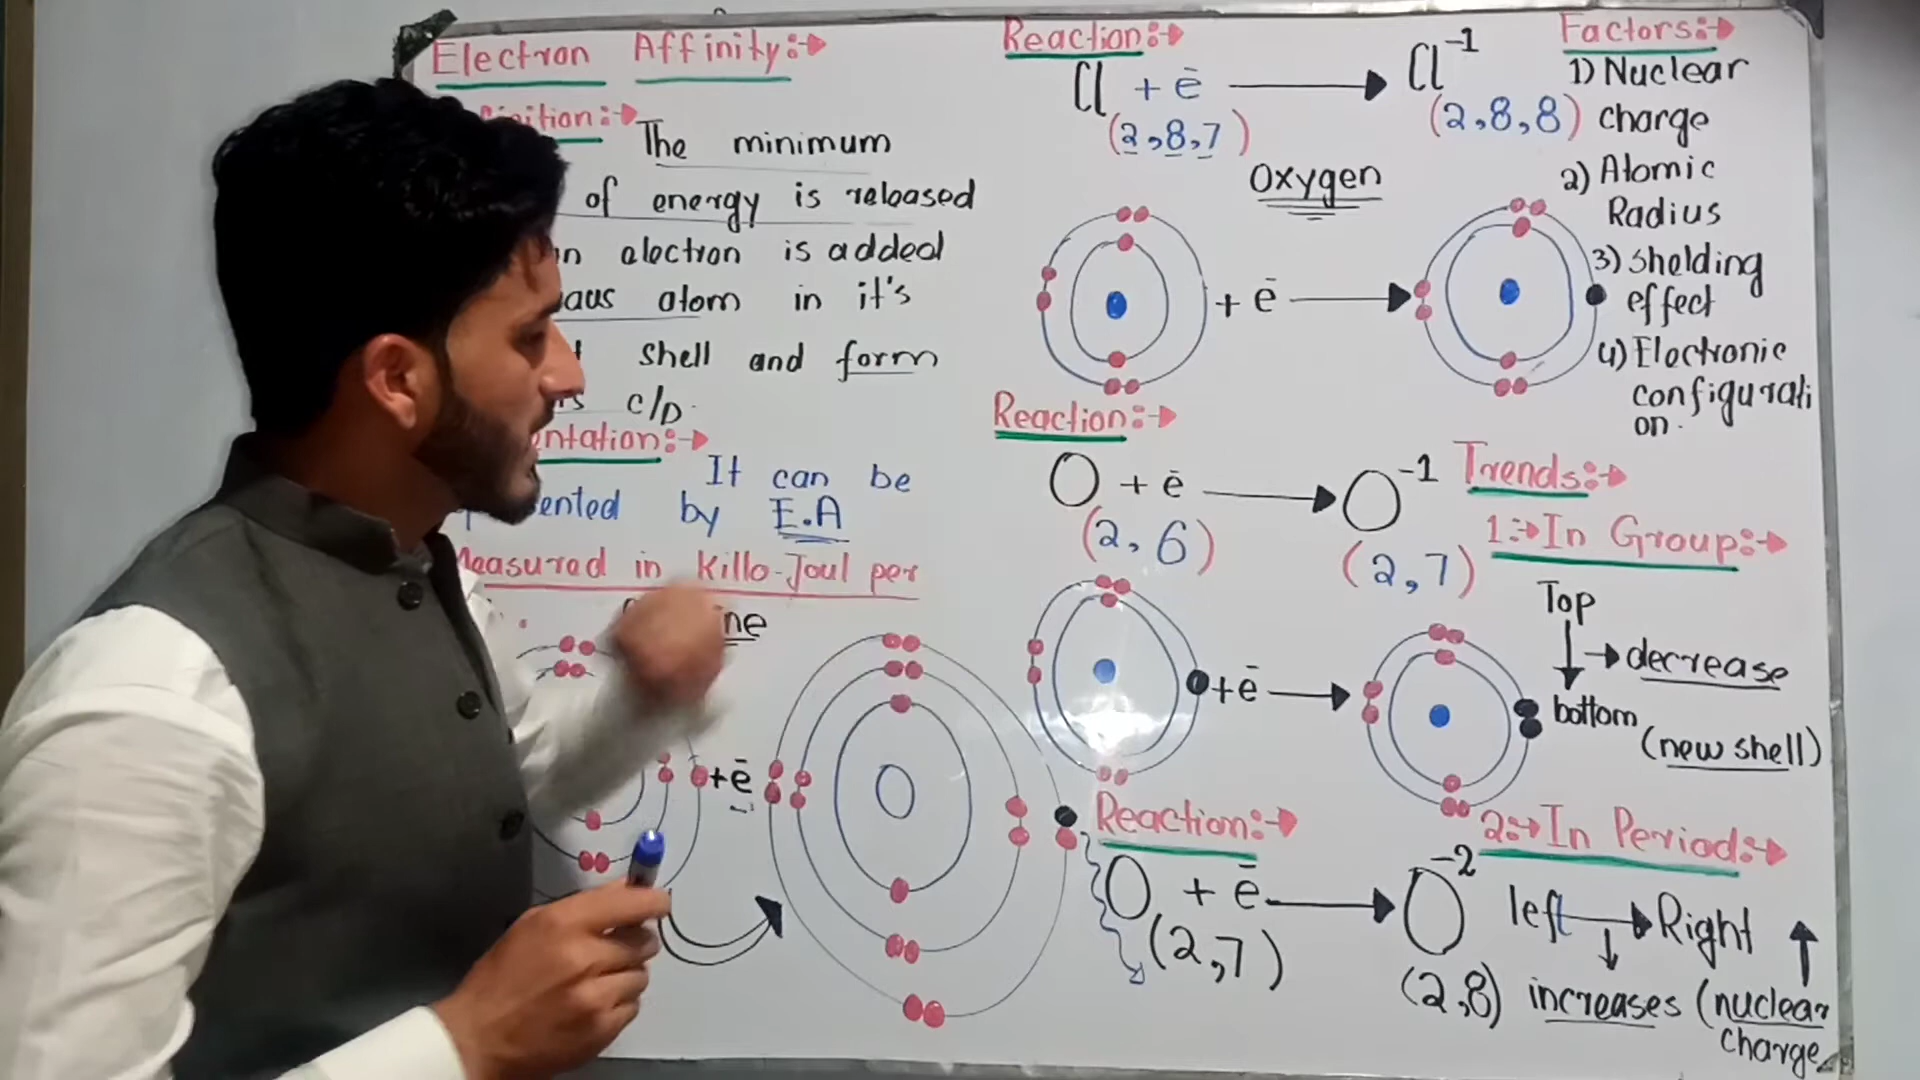 Electron Affinity:→
inition:→
The minimum
of energy is released
n electron is added
aus atom in it's
shell and form
s c/D.
entation:→
It can be
ented by E.A
Measured in Killo-Joul per
ne
+ē
Reaction:→
Cl + ē → Cl⁻¹
(2,8,7) (2,8,8)
Oxygen
+ ē →
Reaction:→
O + ē → O⁻¹
(2,6) (2,7)
+ē →
Reaction:→
O + ē → O⁻²
(2,7) (2,8)
Factors:→
1) Nuclear
charge
2) Atomic
Radius
3) Shelding
effect
4) Electronic
configurati
on.
Trends:→
1:→In Group:→
Top
↓ → decrease
bottom
(new shell)
2:→In Period:→
left → Right ↑
↓
increases (nuclear
charge